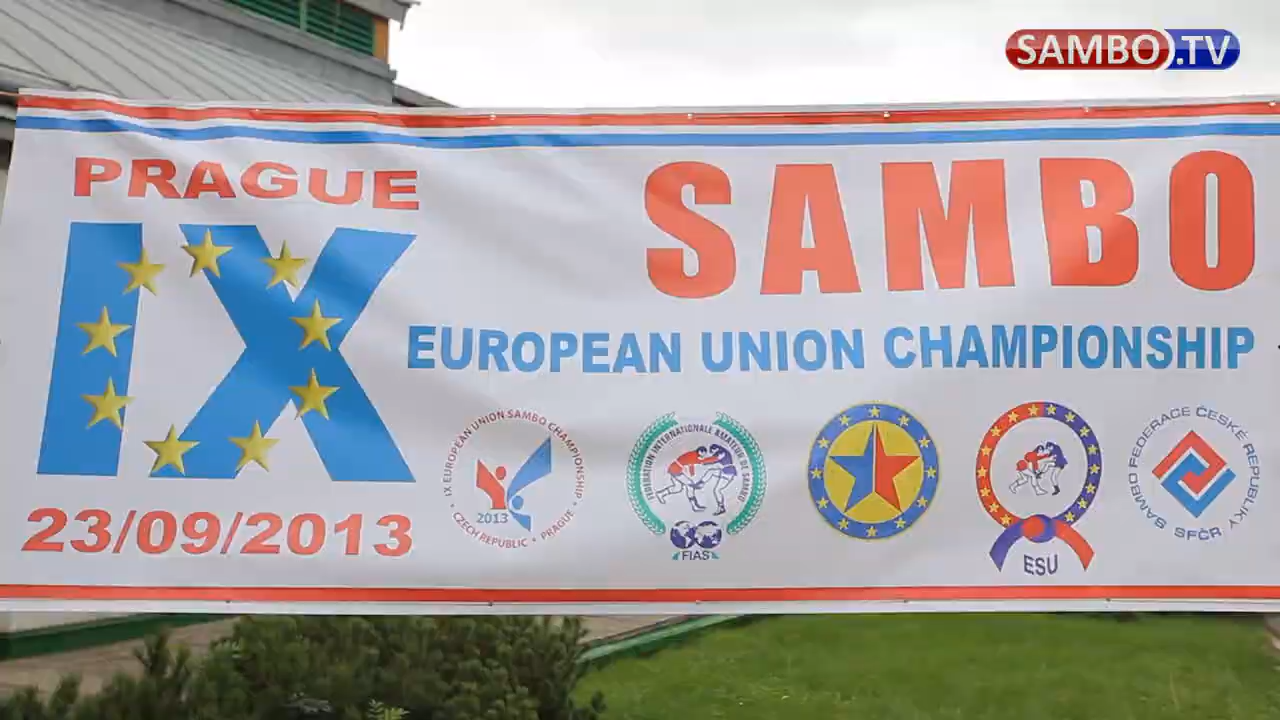 SAMBO.TV
PRAGUE
IX
23/09/2013
SAMBO
EUROPEAN UNION CHAMPIONSHIP
IX EUROPEAN UNION SAMBO CHAMPIONSHIP
2013
CZECH REPUBLIC • PRAGUE
FÉDÉRATION INTERNATIONALE AMATEUR DE SAMBO
FIAS
ESU
SAMBO FEDERACE ČESKÉ REPUBLIKY
SFČR